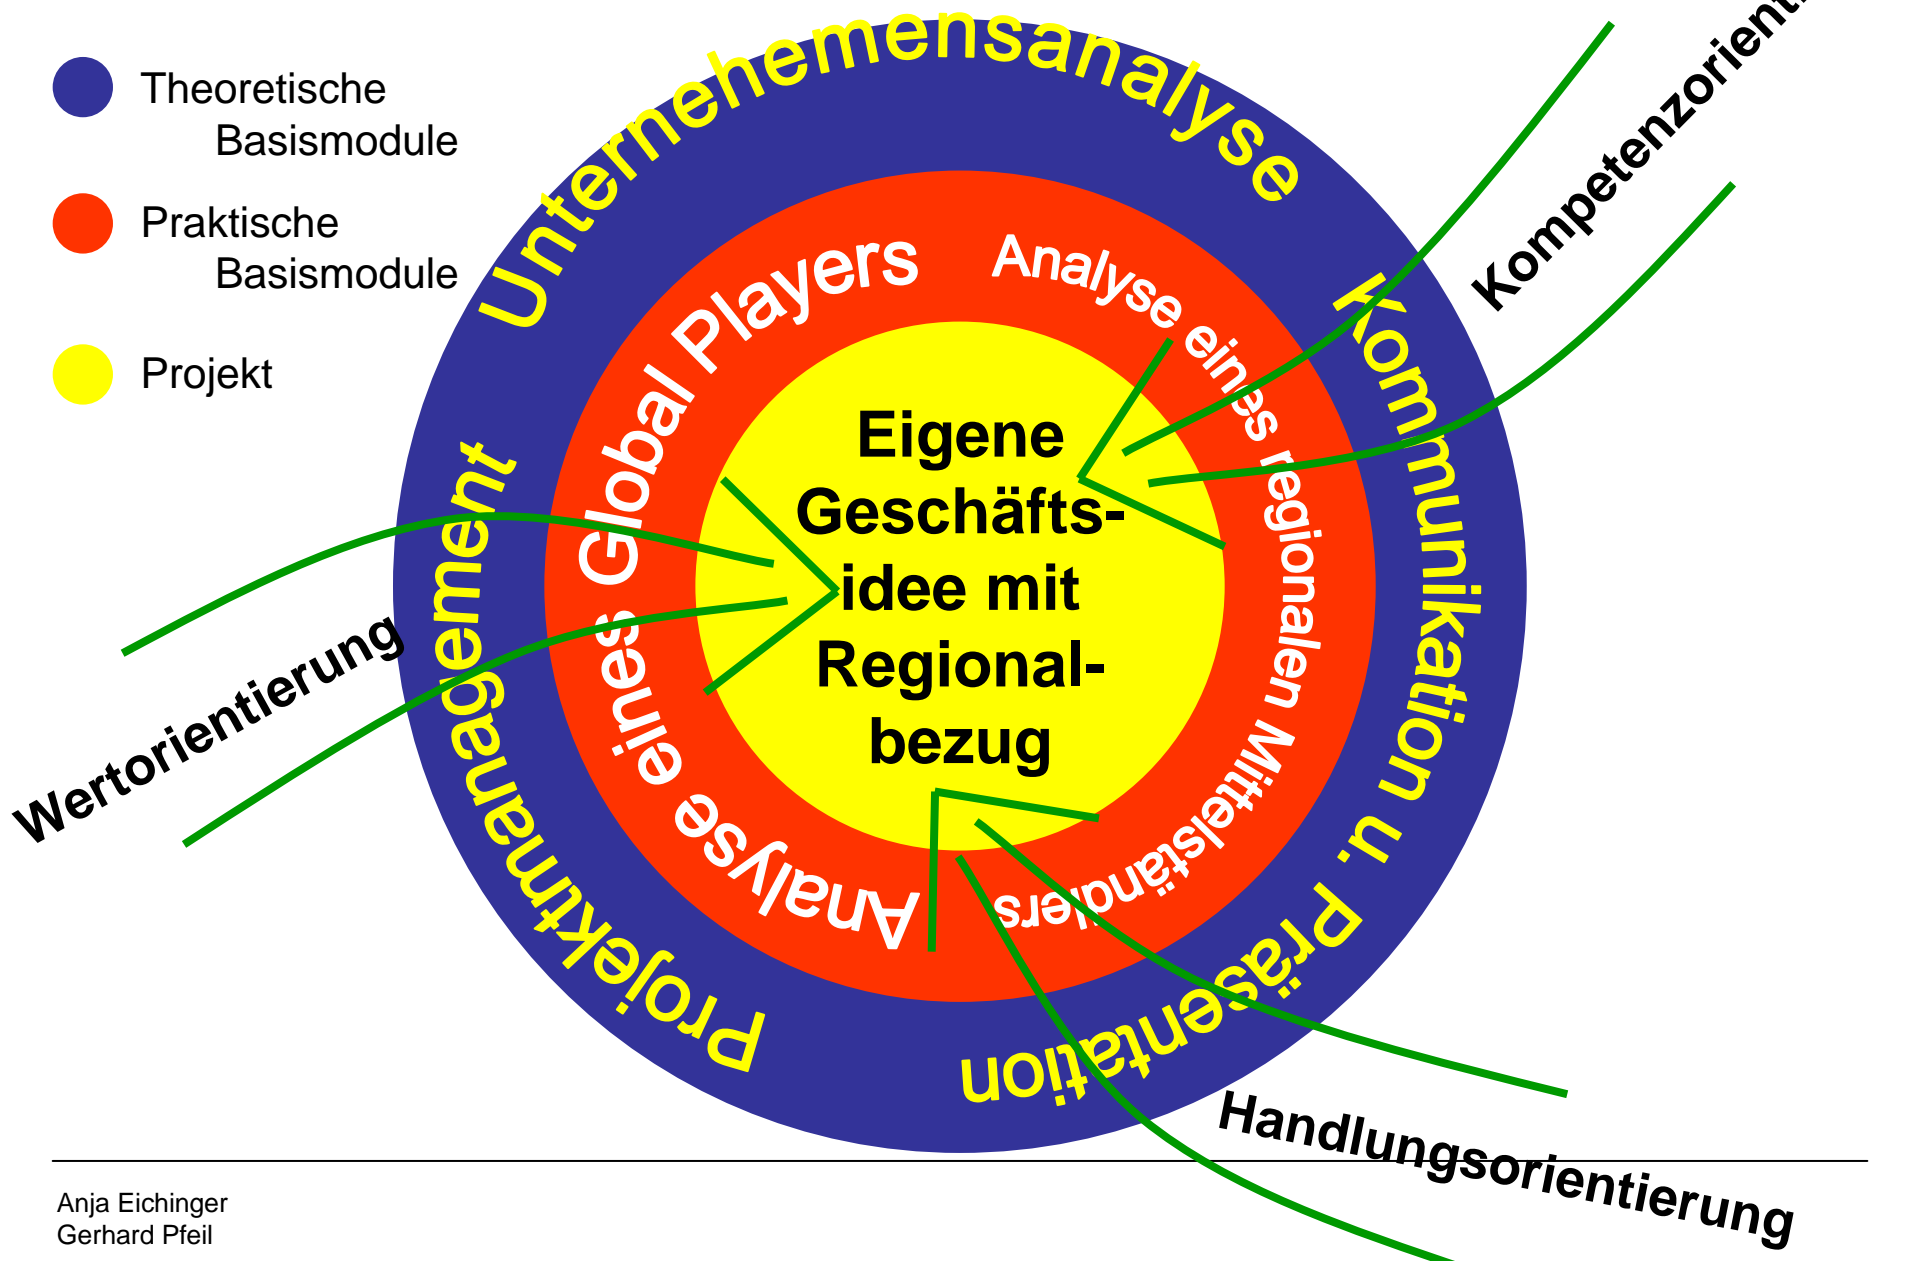 Theoretische
Basismodule
Praktische
Basismodule
Projekt
Unternehemensanalyse
Kommunikation u. Präsentation
Projektmanagement
Analyse eines Global Players
Analyse eines regionalen Mittelständlers
Eigene
Geschäfts-
idee mit
Regional-
bezug
Wertorientierung
Handlungsorientierung
Anja Eichinger
Gerhard Pfeil